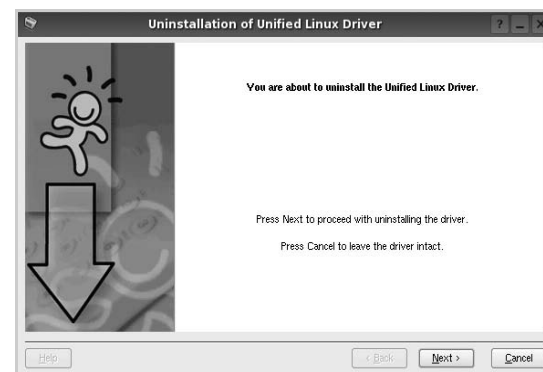 Uninstallation of Unified Linux Driver
You are about to uninstall the Unified Linux Driver.
Press Next to proceed with uninstalling the driver.
Press Cancel to leave the driver intact.
Help
< Back
Next >
Cancel